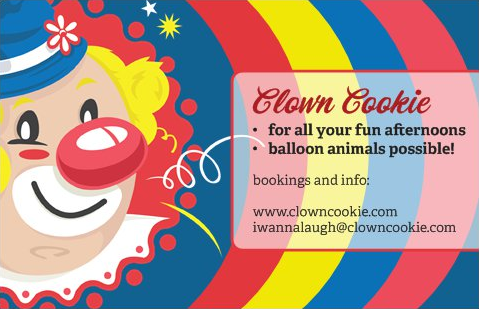 Clown Cookie
• for all your fun afternoons
• balloon animals possible!
bookings and info:
www.clowncookie.com
iwannalaugh@clowncookie.com